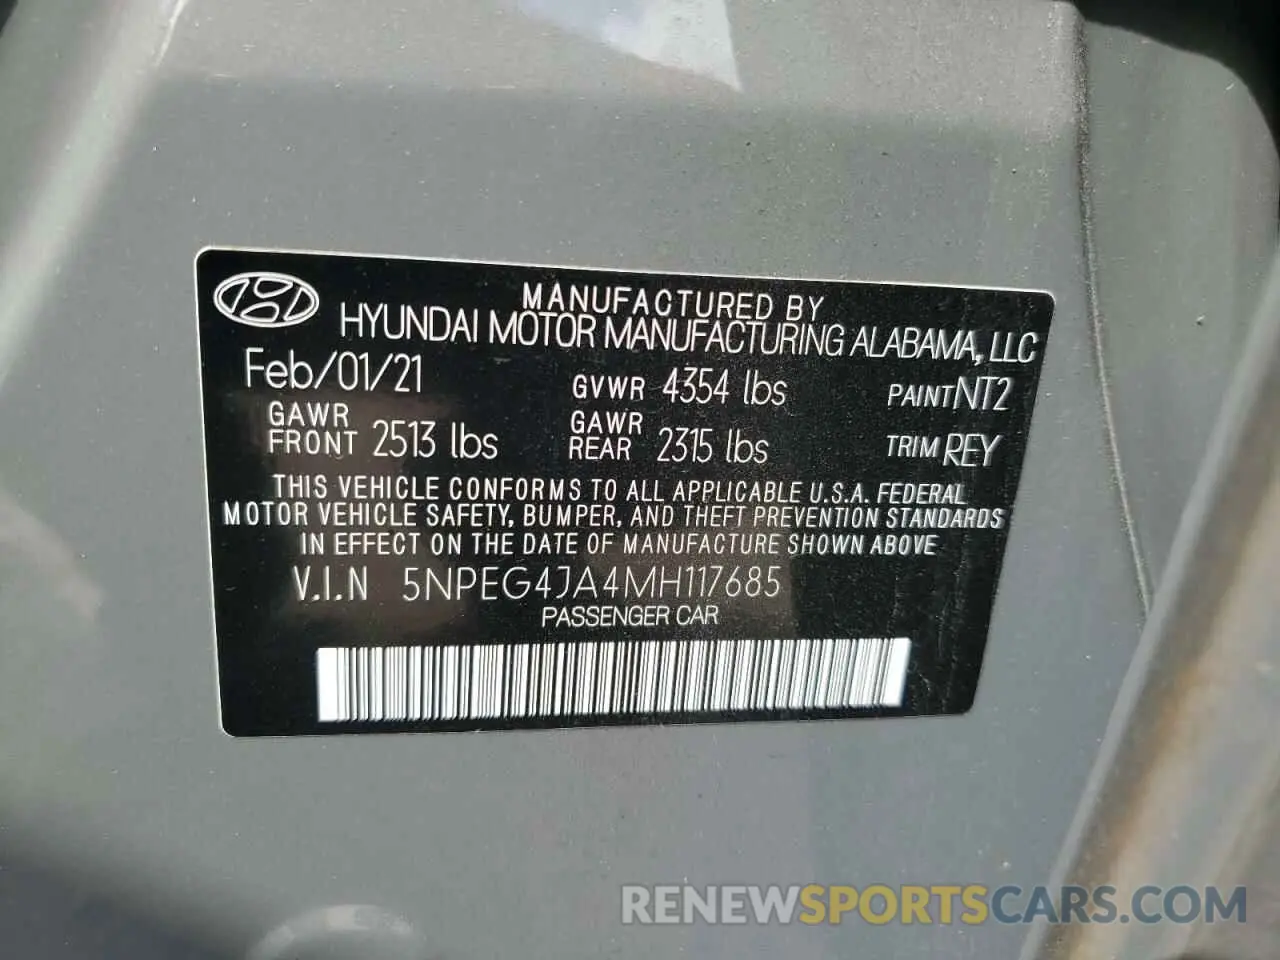 MANUFACTURED BY
HYUNDAI MOTOR MANUFACTURING ALABAMA, LLC
Feb/01/21 GVWR 4354 lbs PAINT NT2
GAWR FRONT 2513 lbs GAWR REAR 2315 lbs TRIM REY
THIS VEHICLE CONFORMS TO ALL APPLICABLE U.S.A. FEDERAL
MOTOR VEHICLE SAFETY, BUMPER, AND THEFT PREVENTION STANDARDS
IN EFFECT ON THE DATE OF MANUFACTURE SHOWN ABOVE
V.I.N 5NPEG4JA4MH117685
PASSENGER CAR
RENEWSPORTSCARS.COM